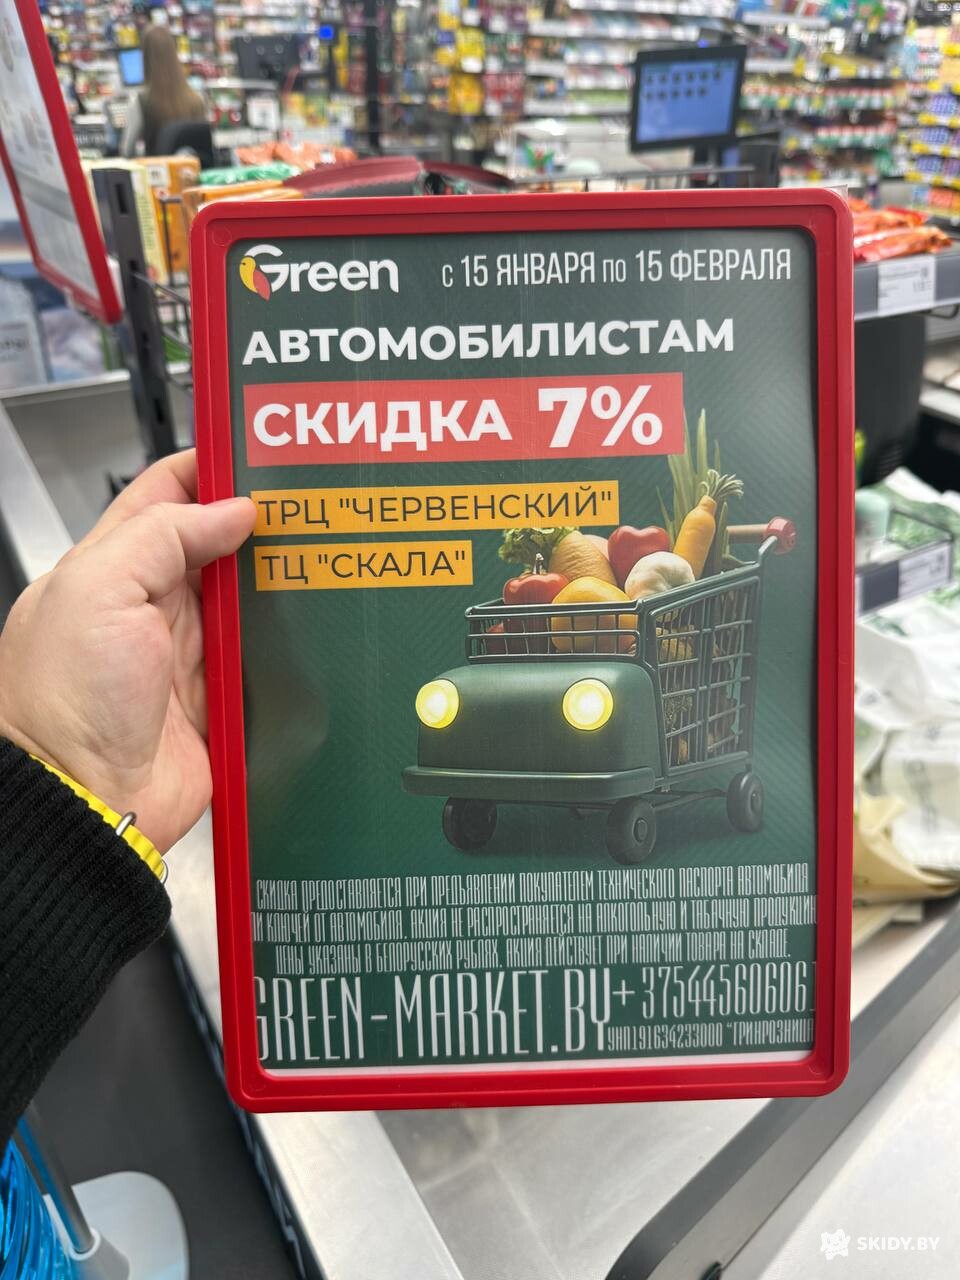 Green
с 15 ЯНВАРЯ по 15 ФЕВРАЛЯ
АВТОМОБИЛИСТАМ
СКИДКА 7%
ТРЦ "ЧЕРВЕНСКИЙ"
ТЦ "СКАЛА"
СКИДКА ПРЕДОСТАВЛЯЕТСЯ ПРИ ПРЕДЪЯВЛЕНИИ ПОКУПАТЕЛЕМ ТЕХНИЧЕСКОГО ПАСПОРТА АВТОМОБИЛЯ
КЛЮЧЕЙ ОТ АВТОМОБИЛЯ. АКЦИЯ НЕ РАСПРОСТРАНЯЕТСЯ НА АЛКОГОЛЬНУЮ И ТАБАЧНУЮ ПРОДУКЦИЮ
ЦЕНЫ УКАЗАНЫ В БЕЛОРУССКИХ РУБЛЯХ. АКЦИЯ ДЕЙСТВУЕТ ПРИ НАЛИЧИИ ТОВАРА НА СКЛАДЕ.
GREEN-MARKET.BY
+37544560606
УНП191634233000 "ГРИНРОЗНИЦ
SKIDY.BY